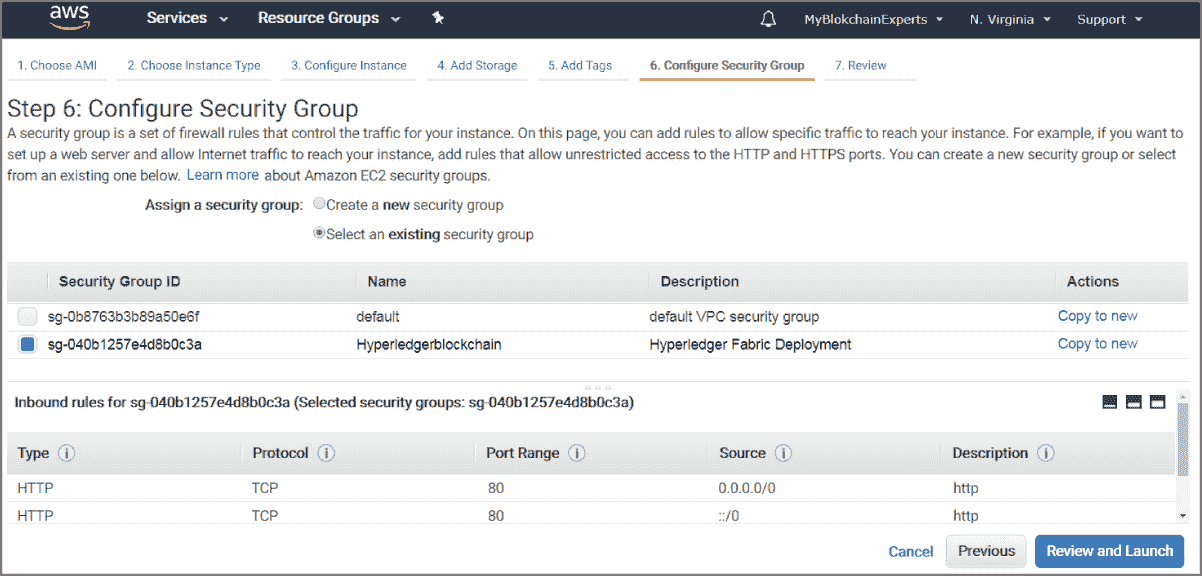 aws Services Resource Groups MyBlokchainExperts N. Virginia Support
1. Choose AMI 2. Choose Instance Type 3. Configure Instance 4. Add Storage 5. Add Tags 6. Configure Security Group 7. Review
Step 6: Configure Security Group
A security group is a set of firewall rules that control the traffic for your instance. On this page, you can add rules to allow specific traffic to reach your instance. For example, if you want to
set up a web server and allow Internet traffic to reach your instance, add rules that allow unrestricted access to the HTTP and HTTPS ports. You can create a new security group or select
from an existing one below. Learn more about Amazon EC2 security groups.
Assign a security group: Create a new security group
Select an existing security group
Security Group ID Name Description Actions
sg-0b8763b3b89a50e6f default default VPC security group Copy to new
sg-040b1257e4d8b0c3a Hyperledgerblockchain Hyperledger Fabric Deployment Copy to new
Inbound rules for sg-040b1257e4d8b0c3a (Selected security groups: sg-040b1257e4d8b0c3a)
Type i Protocol i Port Range i Source i Description i
HTTP TCP 80 0.0.0.0/0 http
HTTP TCP 80 ::/0 http
Cancel Previous Review and Launch